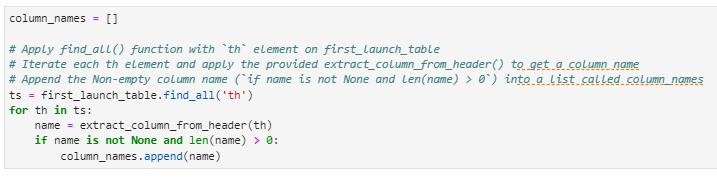 column_names = []
# Apply find_all() function with `th` element on first_launch_table
# Iterate each th element and apply the provided extract_column_from_header() to get a column name
# Append the Non-empty column name (`if name is not None and len(name) > 0`) into a list called column_names
ts = first_launch_table.find_all('th')
for th in ts:
    name = extract_column_from_header(th)
    if name is not None and len(name) > 0:
        column_names.append(name)